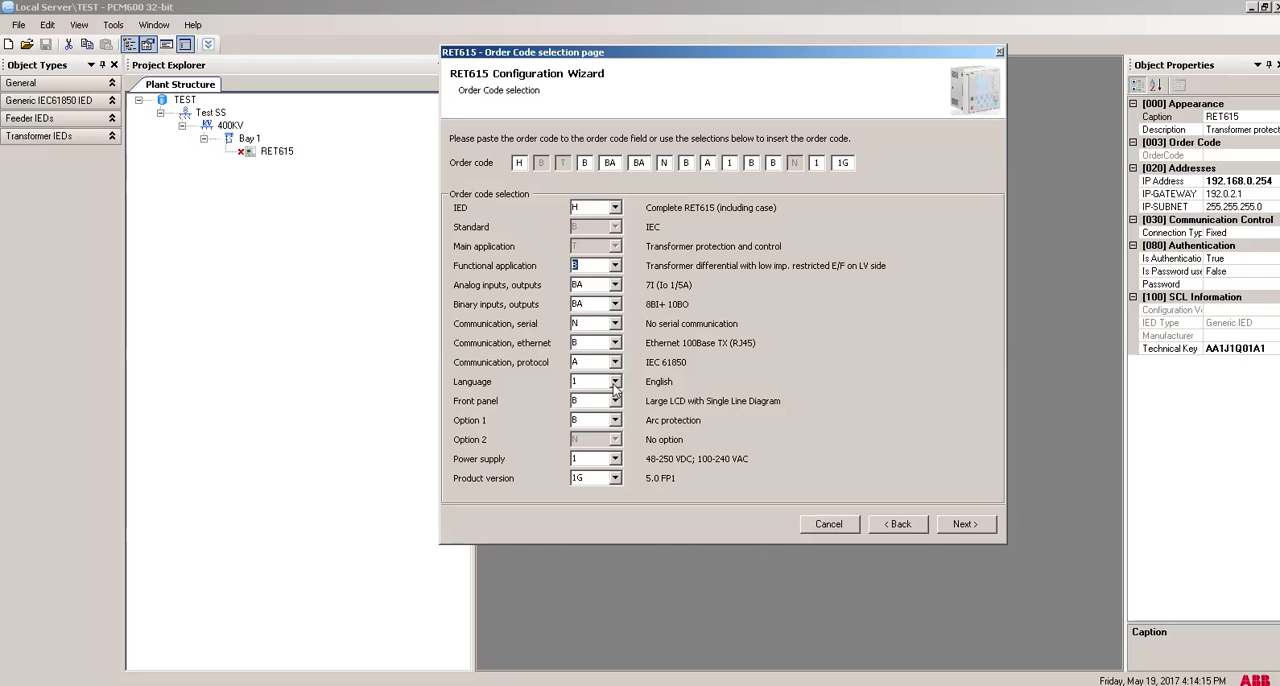 Local Server\TEST - PCM600 32-bit
File Edit View Tools Window Help
Object Types
General
Generic IEC61850 IED
Feeder IEDs
Transformer IEDs
Project Explorer
Plant Structure
TEST
Test SS
400KV
Bay 1
RET615
RET615 - Order Code selection page
RET615 Configuration Wizard
Order Code selection
Please paste the order code to the order code field or use the selections below to insert the order code.
Order code H B T B BA BA N B A 1 B B N 1 1G
Order code selection
IED H Complete RET615 (including case)
Standard B IEC
Main application T Transformer protection and control
Functional application B Transformer differential with low imp. restricted E/F on LV side
Analog inputs, outputs BA 7I (Io 1/5A)
Binary inputs, outputs BA 8BI+ 10BO
Communication, serial N No serial communication
Communication, ethernet B Ethernet 100Base TX (RJ45)
Communication, protocol A IEC 61850
Language 1 English
Front panel B Large LCD with Single Line Diagram
Option 1 B Arc protection
Option 2 N No option
Power supply 1 48-250 VDC; 100-240 VAC
Product version 1G 5.0 FP1
Cancel < Back Next >
Object Properties
[000] Appearance
Caption RET615
Description Transformer protec
[003] Order Code
OrderCode
[020] Addresses
IP Address 192.168.0.254
IP-GATEWAY 192.0.2.1
IP-SUBNET 255.255.255.0
[030] Communication Control
Connection Typ Fixed
[080] Authentication
Is Authenticatio True
Is Password use False
Password
[100] SCL Information
Configuration Ve
IED Type Generic IED
Manufacturer
Technical Key AA1J1Q01A1
Caption
Friday, May 19, 2017 4:14:15 PM ABB